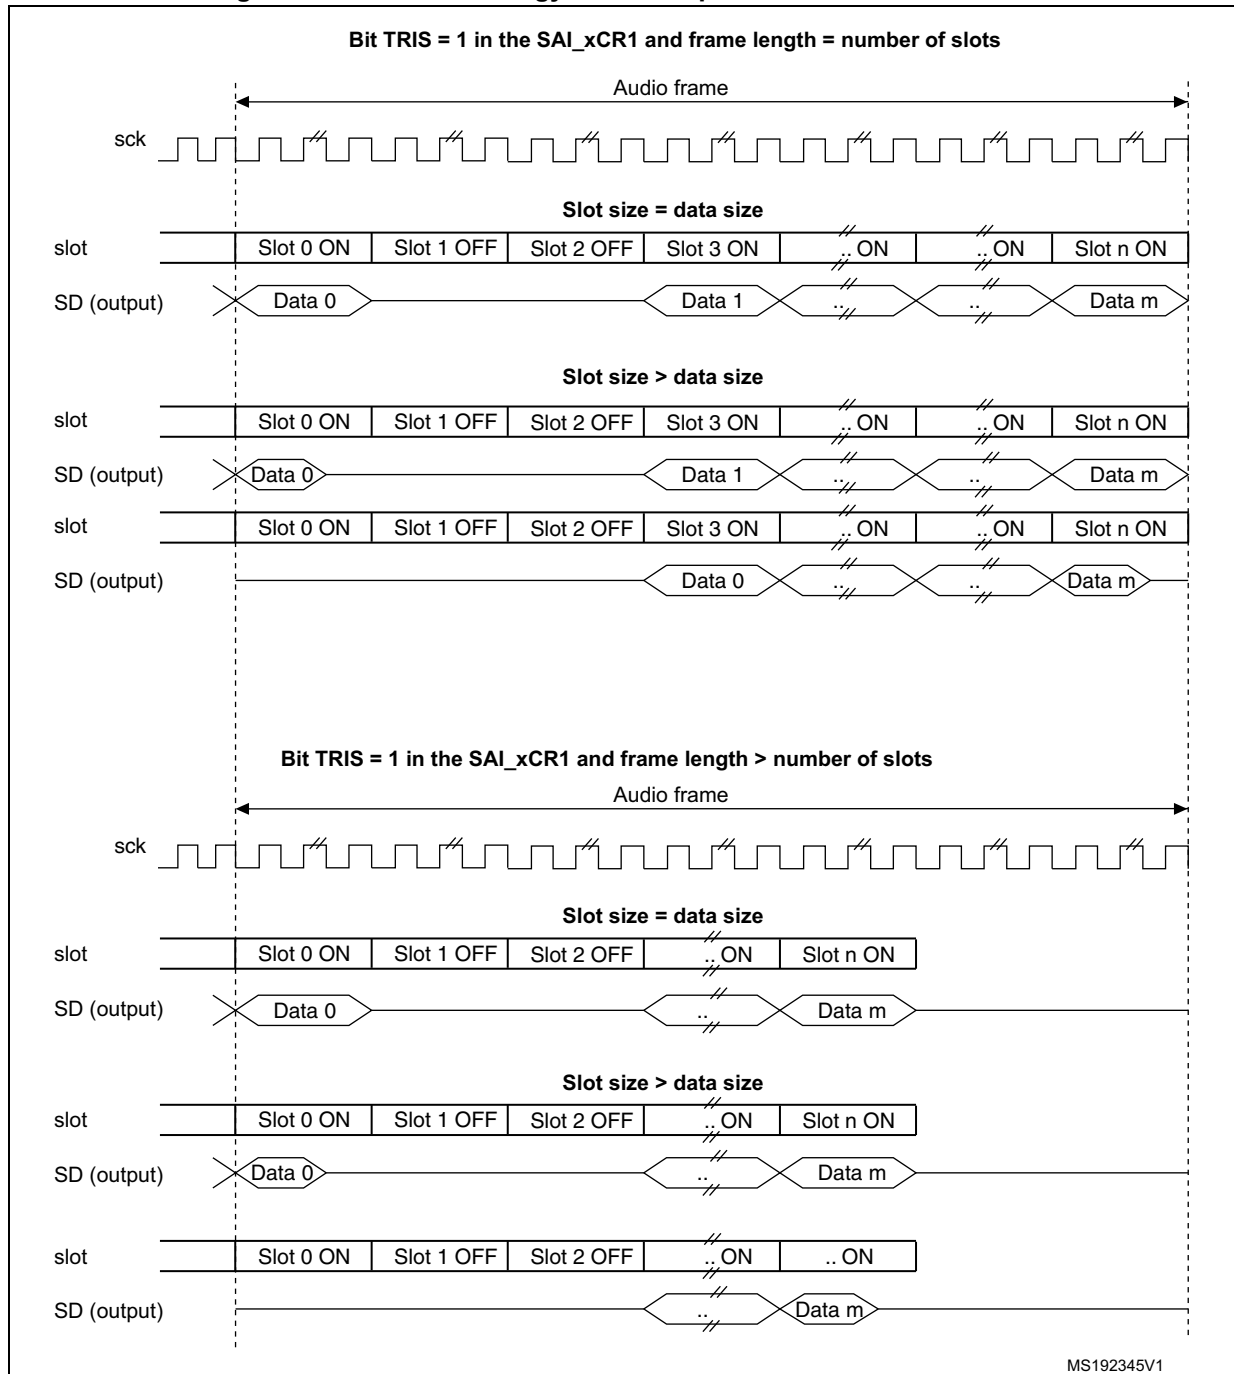 Bit TRIS = 1 in the SAI_xCR1 and frame length = number of slots
Audio frame
sck
Slot size = data size
slot Slot 0 ON Slot 1 OFF Slot 2 OFF Slot 3 ON .. ON .. ON Slot n ON
SD (output) Data 0 Data 1 .. .. Data m
Slot size > data size
slot Slot 0 ON Slot 1 OFF Slot 2 OFF Slot 3 ON .. ON .. ON Slot n ON
SD (output) Data 0 Data 1 .. .. Data m
slot Slot 0 ON Slot 1 OFF Slot 2 OFF Slot 3 ON .. ON .. ON Slot n ON
SD (output) Data 0 .. .. Data m
Bit TRIS = 1 in the SAI_xCR1 and frame length > number of slots
Audio frame
sck
Slot size = data size
slot Slot 0 ON Slot 1 OFF Slot 2 OFF .. ON Slot n ON
SD (output) Data 0 .. Data m
Slot size > data size
slot Slot 0 ON Slot 1 OFF Slot 2 OFF .. ON Slot n ON
SD (output) Data 0 .. Data m
slot Slot 0 ON Slot 1 OFF Slot 2 OFF .. ON .. ON
SD (output) .. Data m
MS192345V1